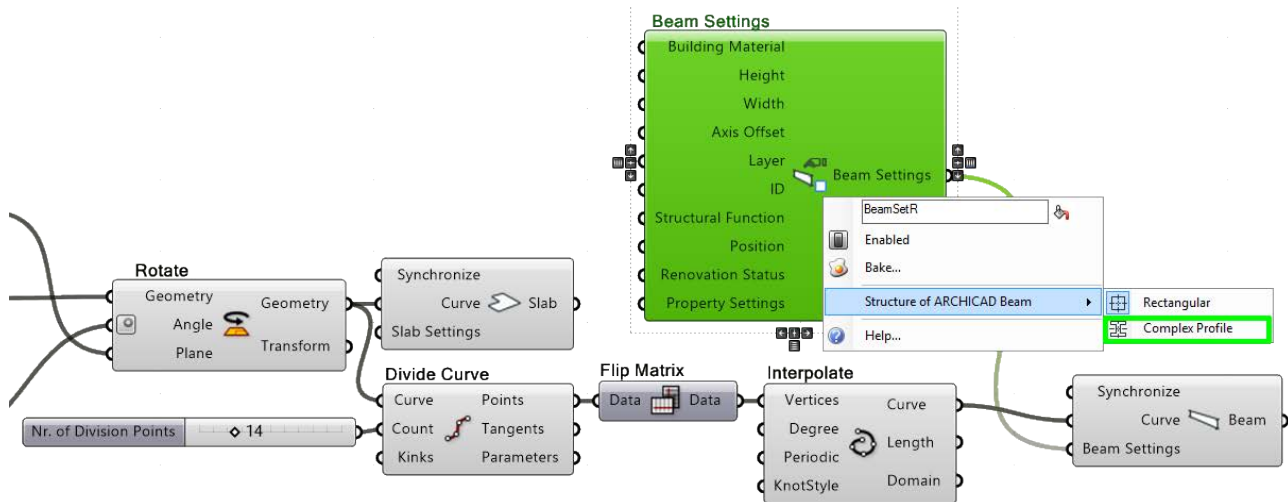 Beam Settings
Building Material
Height
Width
Axis Offset
Layer
ID
Structural Function
Position
Renovation Status
Property Settings
Beam Settings
BeamSetR
Enabled
Bake...
Structure of ARCHICAD Beam
Help...
Rectangular
Complex Profile
Rotate
Geometry
Angle
Plane
Geometry
Transform
Synchronize
Curve
Slab Settings
Slab
Nr. of Division Points
14
Divide Curve
Curve
Count
Kinks
Points
Tangents
Parameters
Flip Matrix
Data
Data
Interpolate
Vertices
Degree
Periodic
KnotStyle
Curve
Length
Domain
Synchronize
Curve
Beam Settings
Beam